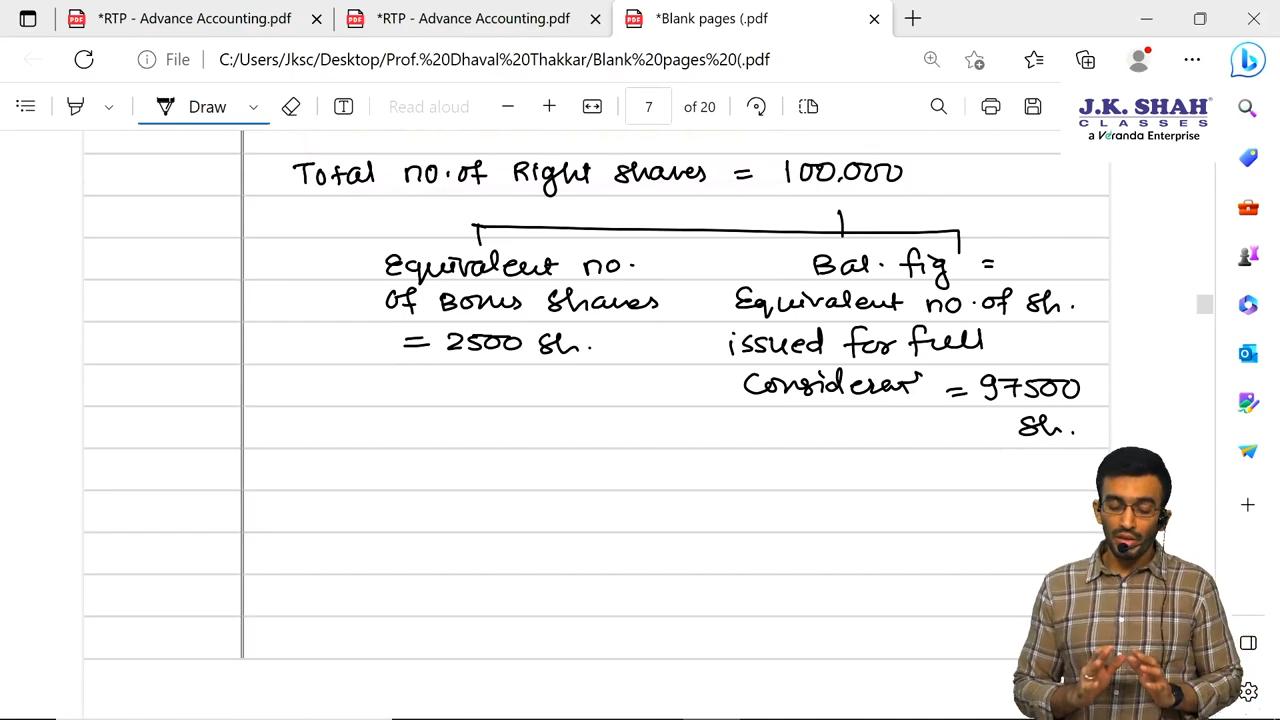 *RTP - Advance Accounting.pdf
*RTP - Advance Accounting.pdf
*Blank pages (.pdf
File
C:/Users/Jksc/Desktop/Prof.%20Dhaval%20Thakkar/Blank%20pages%20(.pdf
Draw
Read aloud
7 of 20
J.K. SHAH
CLASSES
a Veranda Enterprise
Total no. of Right shares = 100,000
Equivalent no.
of Bonus shares
= 2500 sh.
Bal. fig =
Equivalent no. of sh.
issued for full
Considerat^n = 97500
sh.